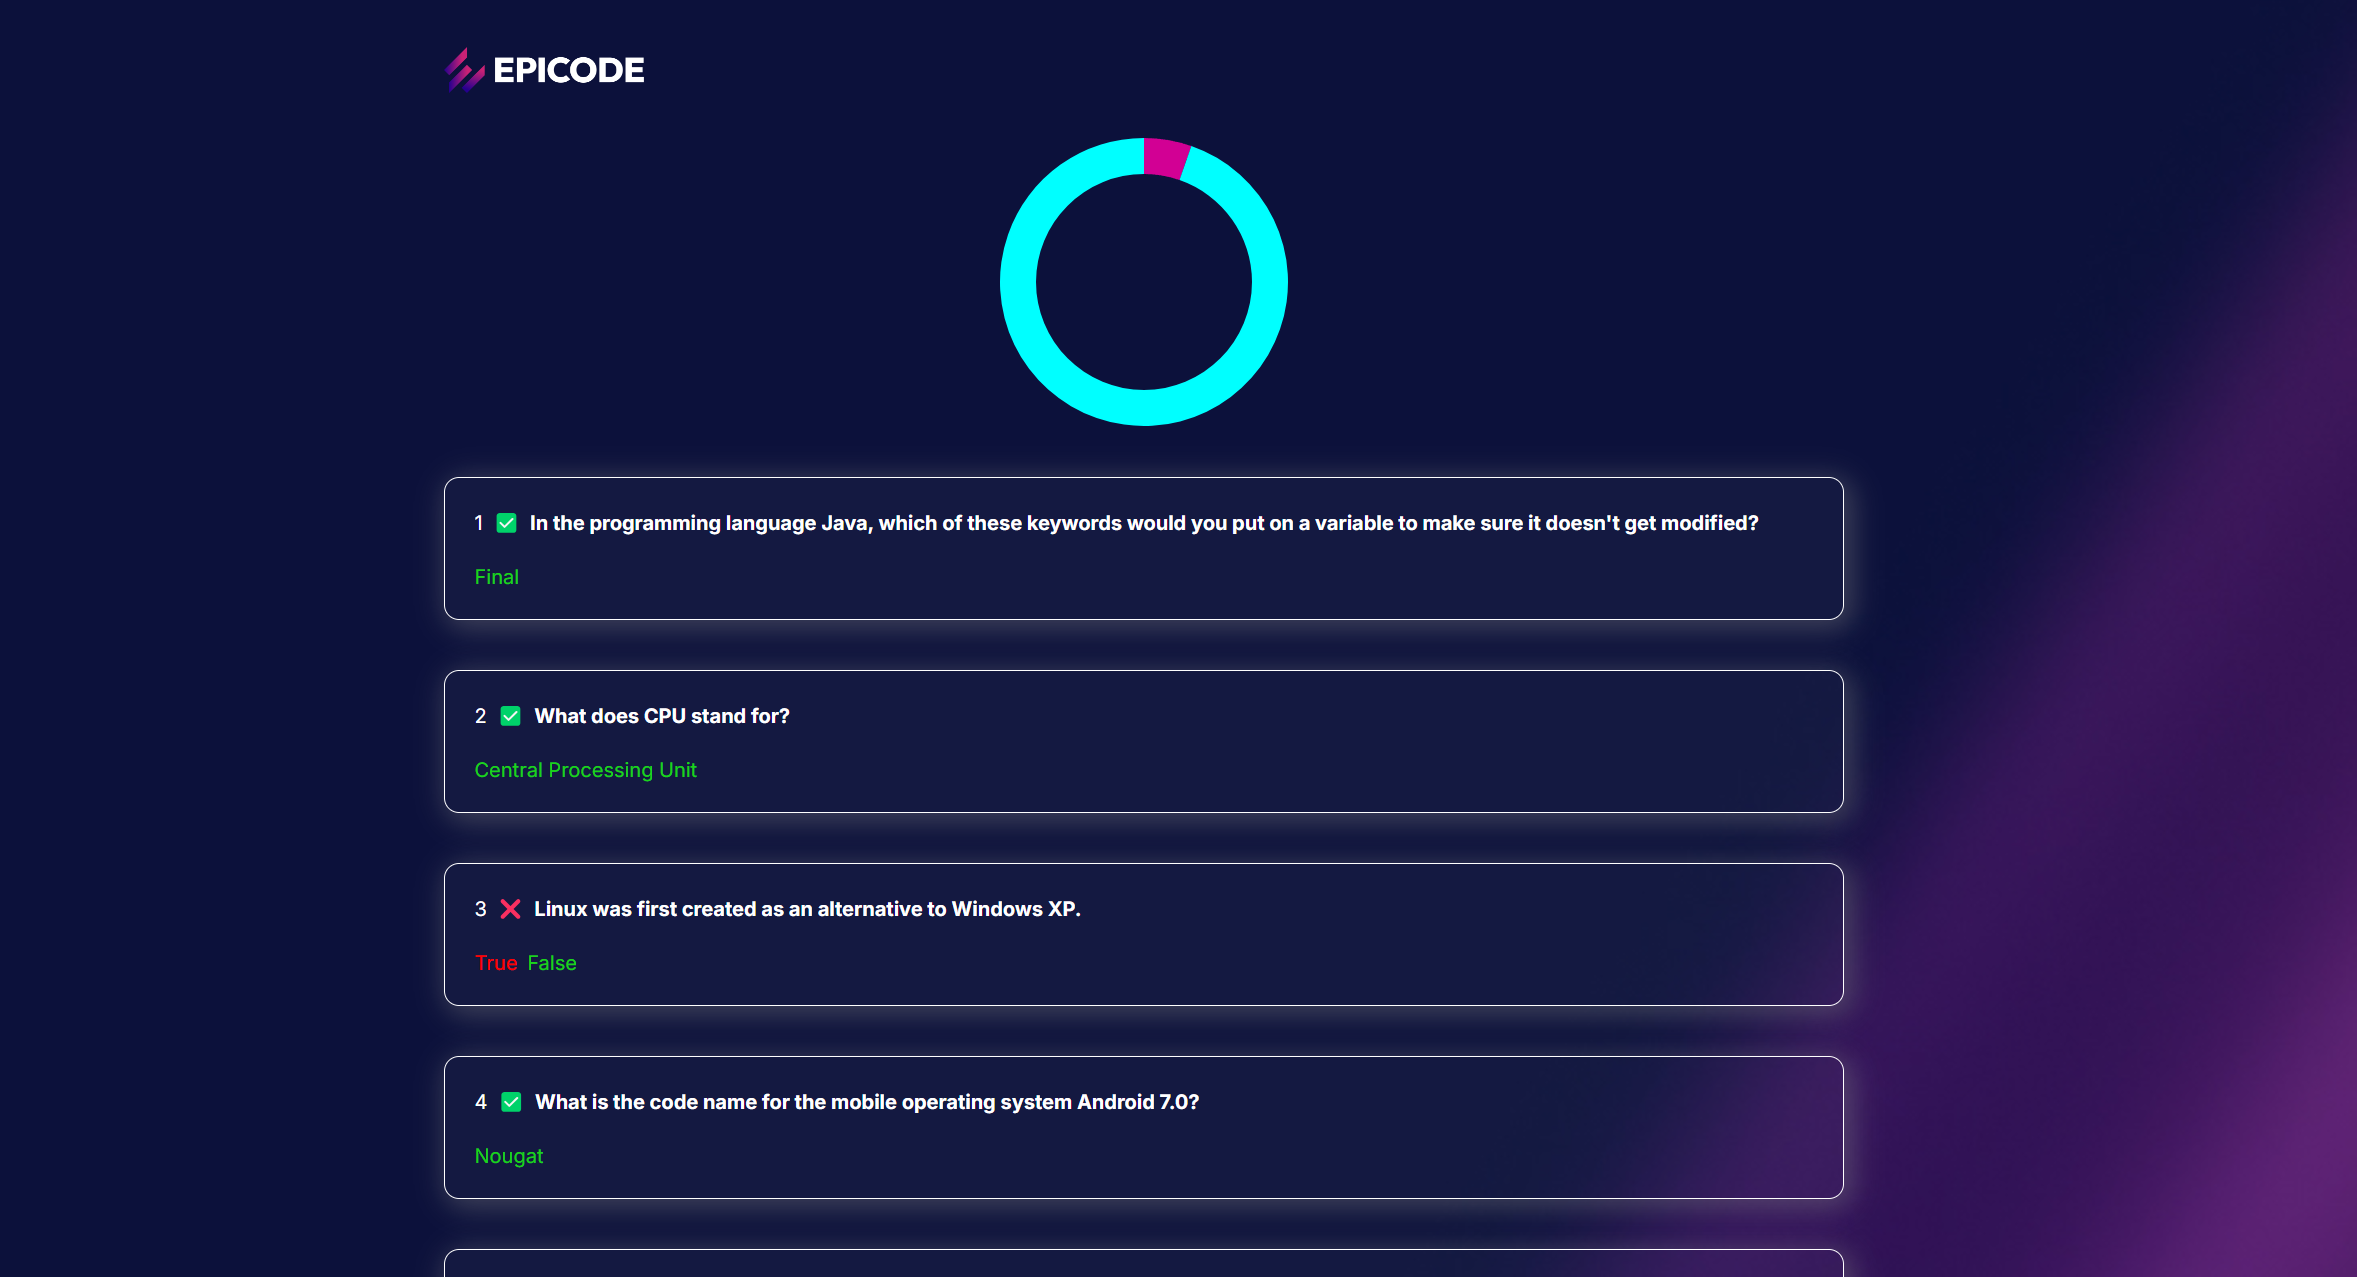 EPICODE
1 ✅ In the programming language Java, which of these keywords would you put on a variable to make sure it doesn't get modified?
Final
2 ✅ What does CPU stand for?
Central Processing Unit
3 ❌ Linux was first created as an alternative to Windows XP.
True False
4 ✅ What is the code name for the mobile operating system Android 7.0?
Nougat